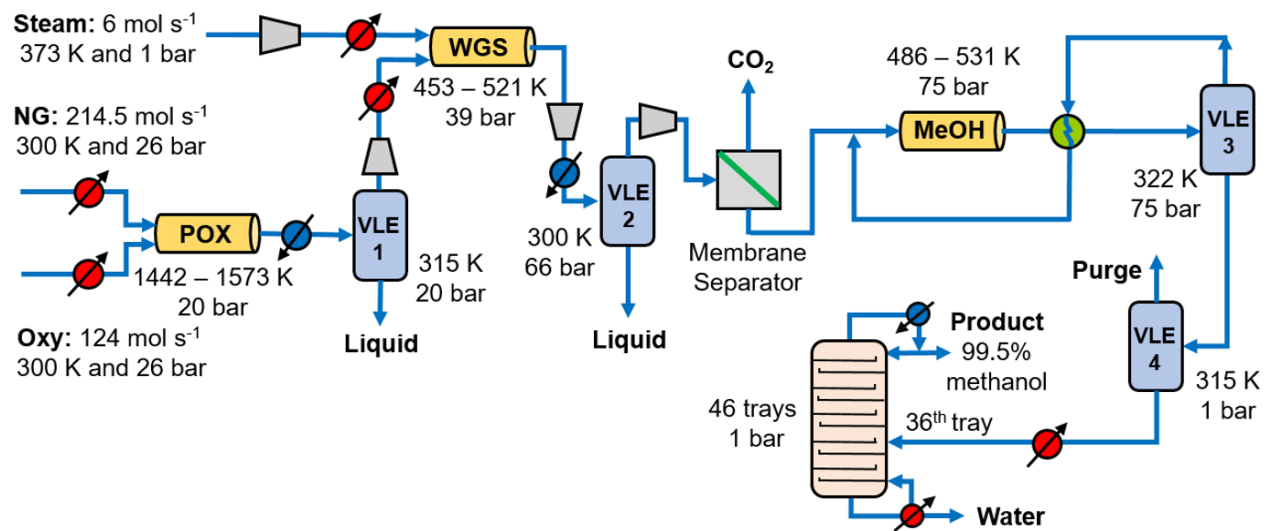 Steam: 6 mol s⁻¹
373 K and 1 bar
NG: 214.5 mol s⁻¹
300 K and 26 bar
POX
1442 – 1573 K
20 bar
Oxy: 124 mol s⁻¹
300 K and 26 bar
VLE
1
315 K
20 bar
Liquid
WGS
453 – 521 K
39 bar
VLE
2
300 K
66 bar
Liquid
CO₂
Membrane
Separator
486 – 531 K
75 bar
MeOH
VLE
3
322 K
75 bar
Purge
VLE
4
315 K
1 bar
Product
99.5%
methanol
46 trays
1 bar
36th tray
Water